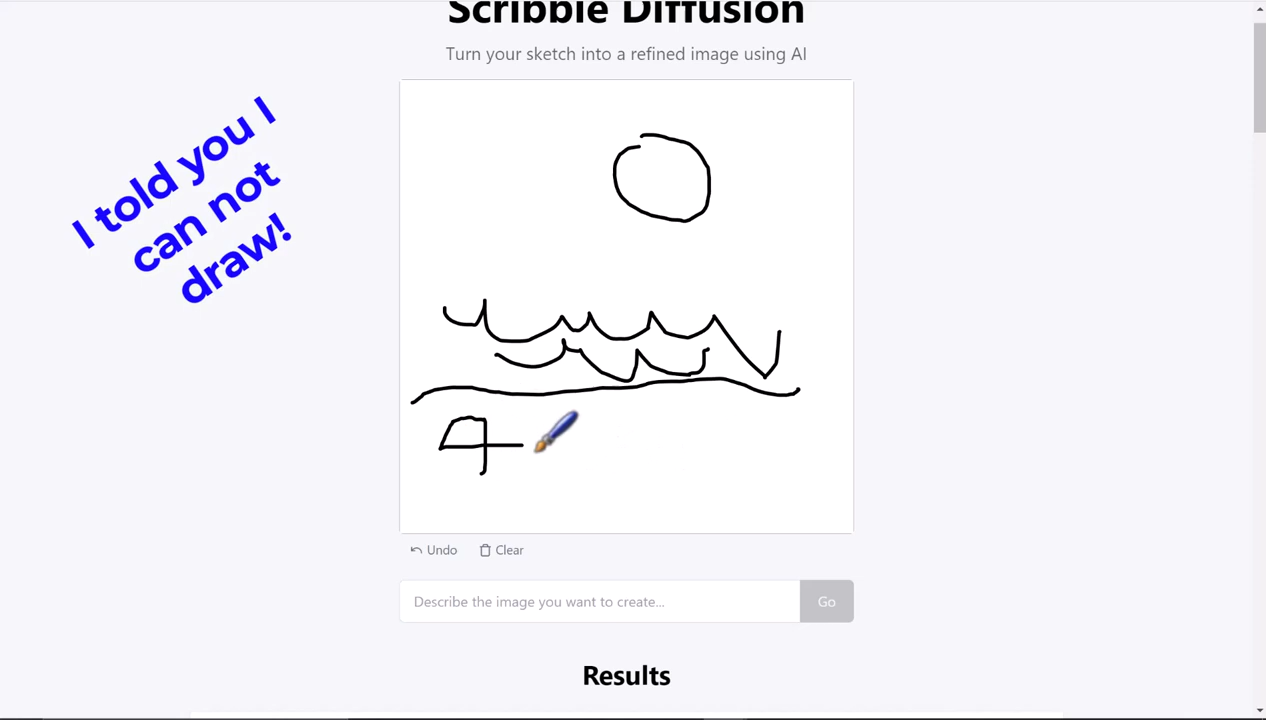 Scribble Diffusion
Turn your sketch into a refined image using AI
I told you I
can not
draw!
Undo
Clear
Describe the image you want to create...
Go
Results